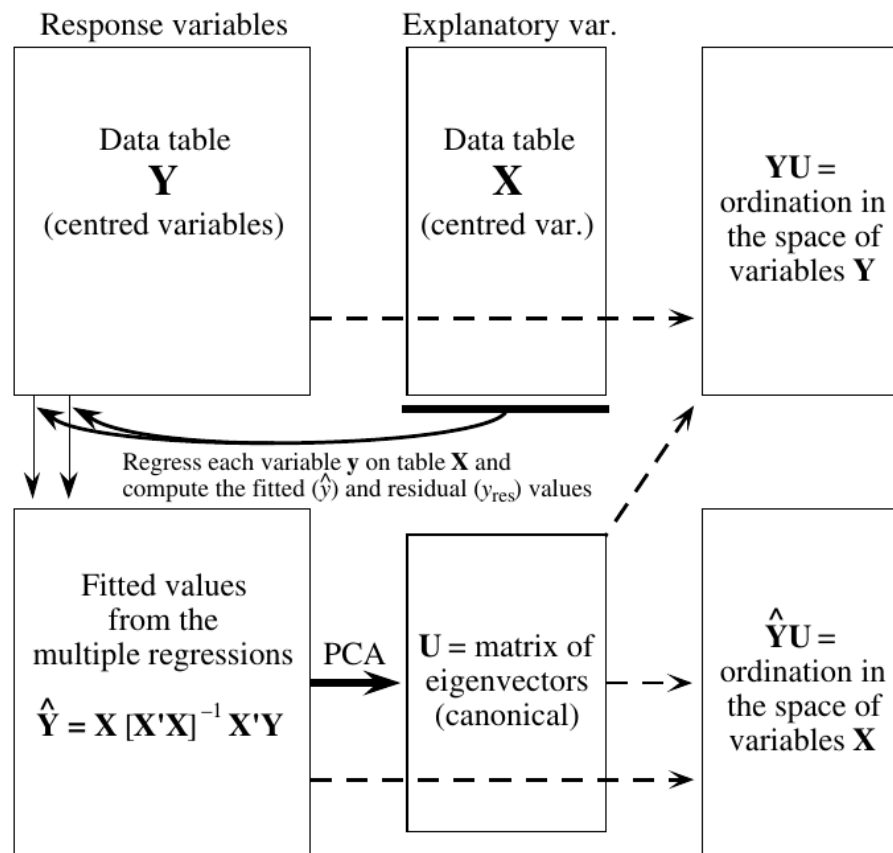 Response variables
Explanatory var.
Data table
Y
(centred variables)
Data table
X
(centred var.)
YU =
ordination in
the space of
variables Y
Regress each variable y on table X and
compute the fitted (ŷ) and residual (y_res) values
Fitted values
from the
multiple regressions
Ŷ = X [X'X]⁻¹ X'Y
PCA
U = matrix of
eigenvectors
(canonical)
ŶU =
ordination in
the space of
variables X